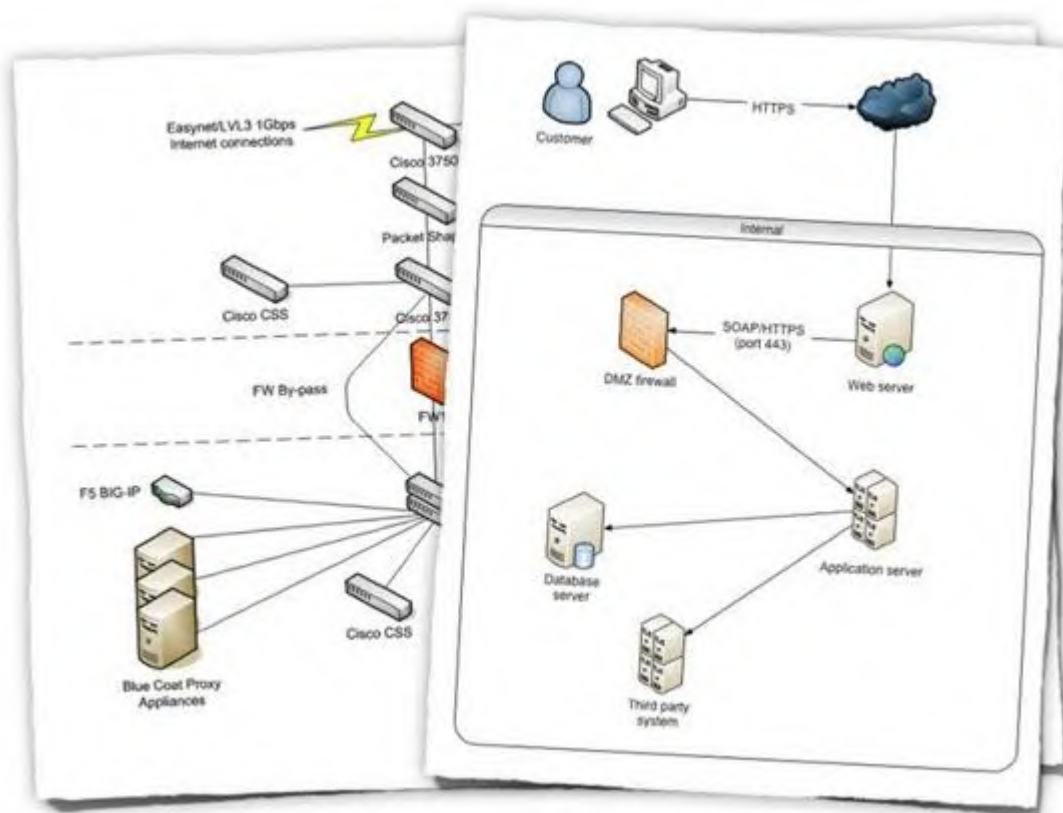 Easynet/LVL3 1Gbps
Internet connections
Cisco 3750
Packet Shap
Cisco CSS
Cisco 37
FW By-pass
FW
F5 BIG-IP
Cisco CSS
Blue Coat Proxy
Appliances
Customer
HTTPS
Internal
SOAP/HTTPS
(port 443)
DMZ firewall
Web server
Database
server
Application server
Third party
system